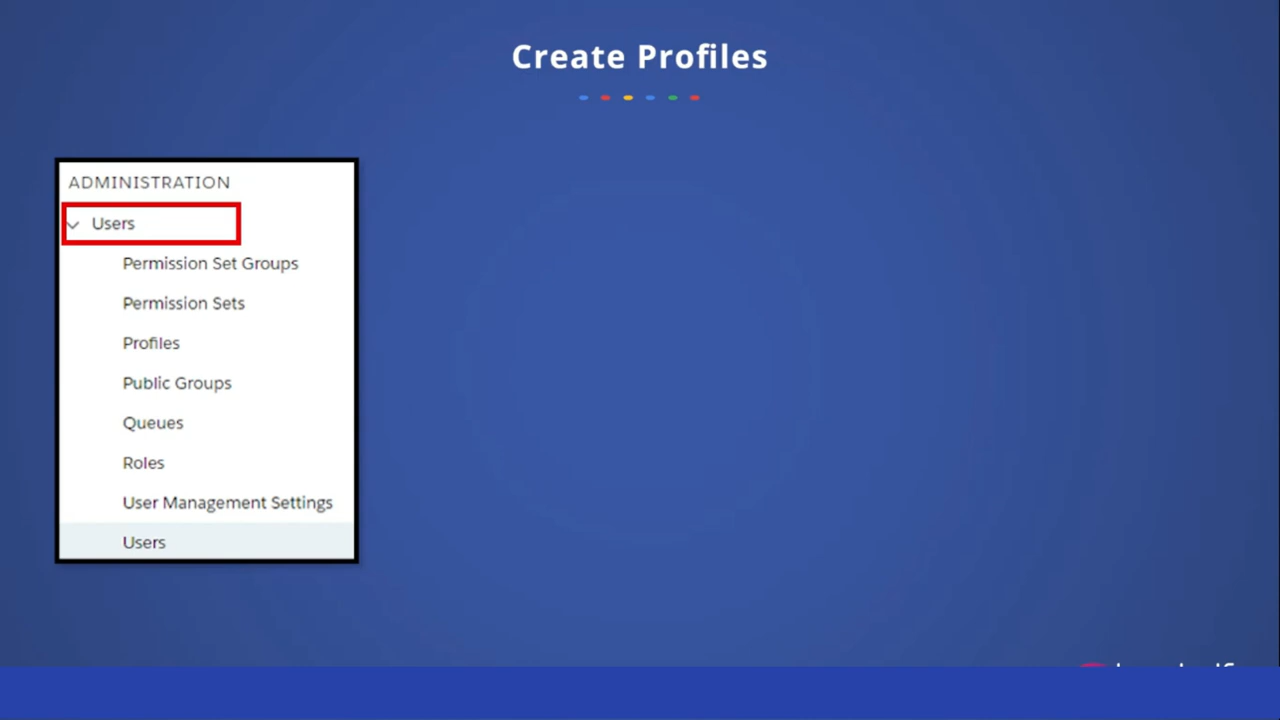 Create Profiles
ADMINISTRATION
Users
Permission Set Groups
Permission Sets
Profiles
Public Groups
Queues
Roles
User Management Settings
Users